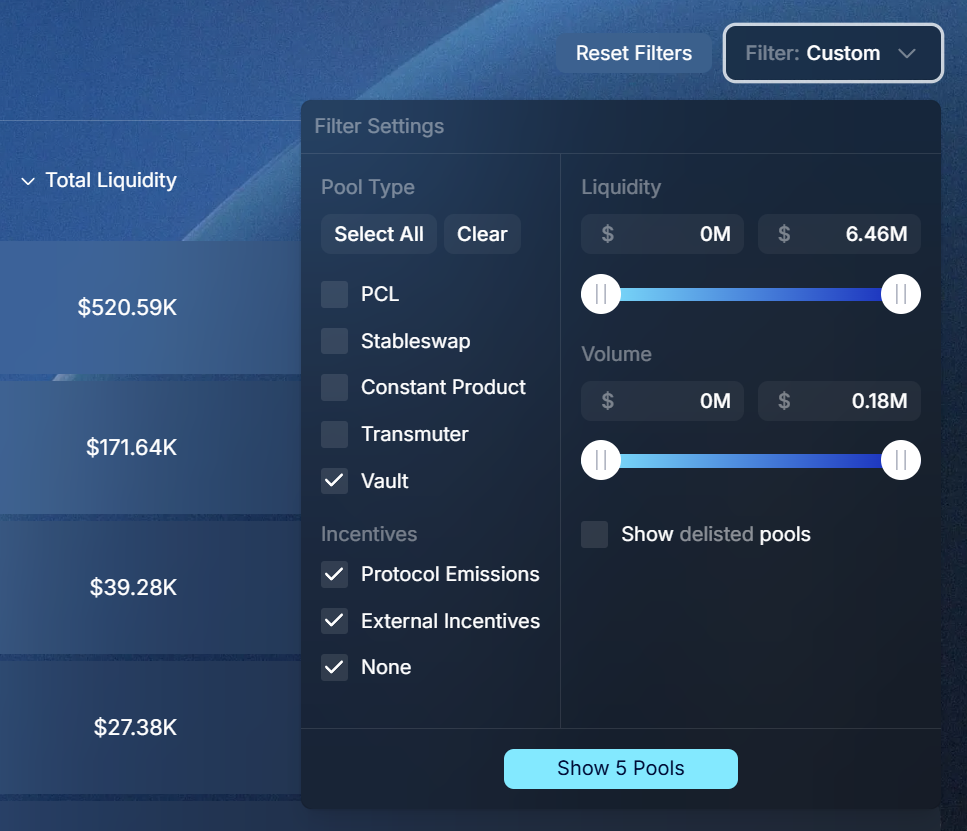 Reset Filters
Filter: Custom
Filter Settings
Total Liquidity
$520.59K
$171.64K
$39.28K
$27.38K
Pool Type
Select All
Clear
PCL
Stableswap
Constant Product
Transmuter
Vault
Incentives
Protocol Emissions
External Incentives
None
Liquidity
$ 0M
$ 6.46M
Volume
$ 0M
$ 0.18M
Show delisted pools
Show 5 Pools